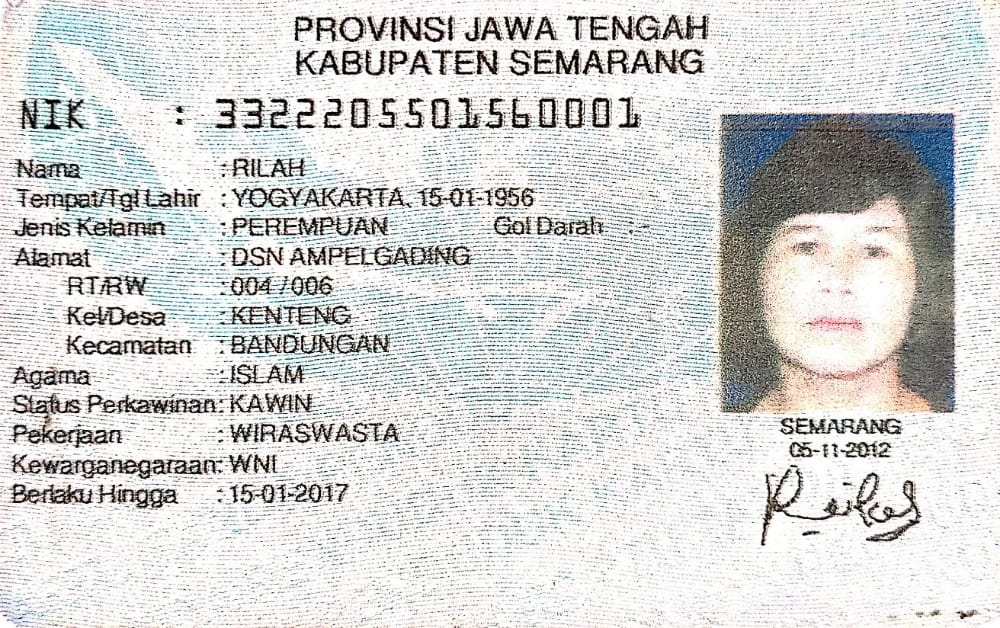 PROVINSI JAWA TENGAH
KABUPATEN SEMARANG
NIK : 3322205501560001
Nama : RILAH
Tempat/Tgl Lahir : YOGYAKARTA, 15-01-1956
Jenis Kelamin : PEREMPUAN Gol Darah : -
Alamat : DSN AMPELGADING
RT/RW : 004 / 006
Kel/Desa : KENTENG
Kecamatan : BANDUNGAN
Agama : ISLAM
Status Perkawinan: KAWIN
Pekerjaan : WIRASWASTA
Kewarganegaraan: WNI
Berlaku Hingga : 15-01-2017
SEMARANG
05-11-2012